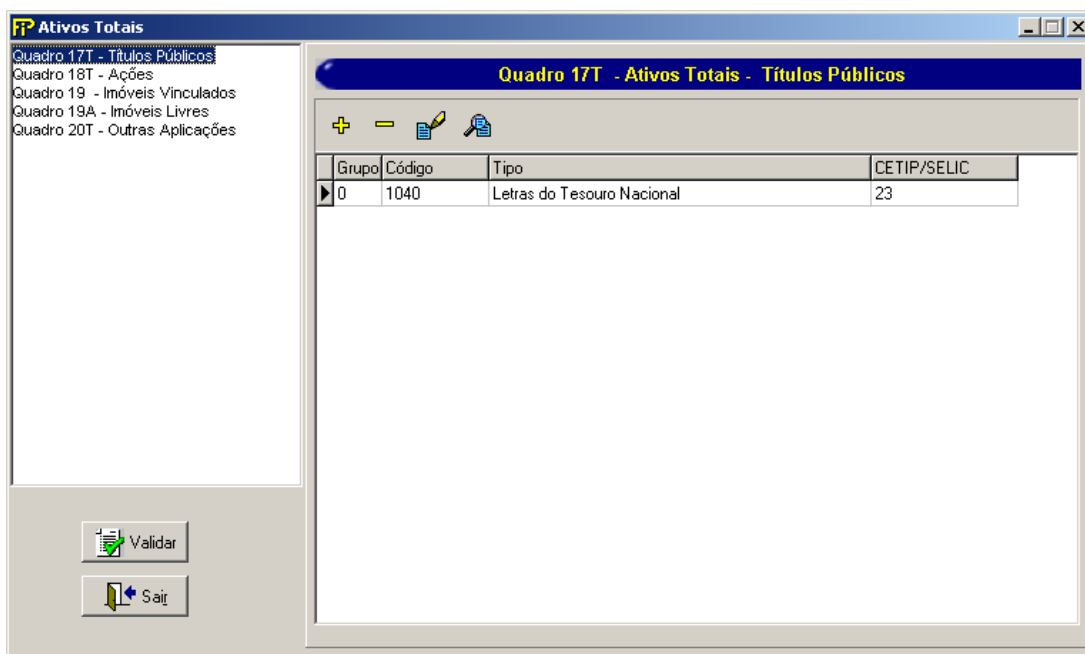 FIP Ativos Totais
Quadro 17T - Títulos Públicos
Quadro 18T - Ações
Quadro 19 - Imóveis Vinculados
Quadro 19A - Imóveis Livres
Quadro 20T - Outras Aplicações
Validar
Sair
Quadro 17T - Ativos Totais - Títulos Públicos
Grupo Código Tipo CETIP/SELIC
0 1040 Letras do Tesouro Nacional 23